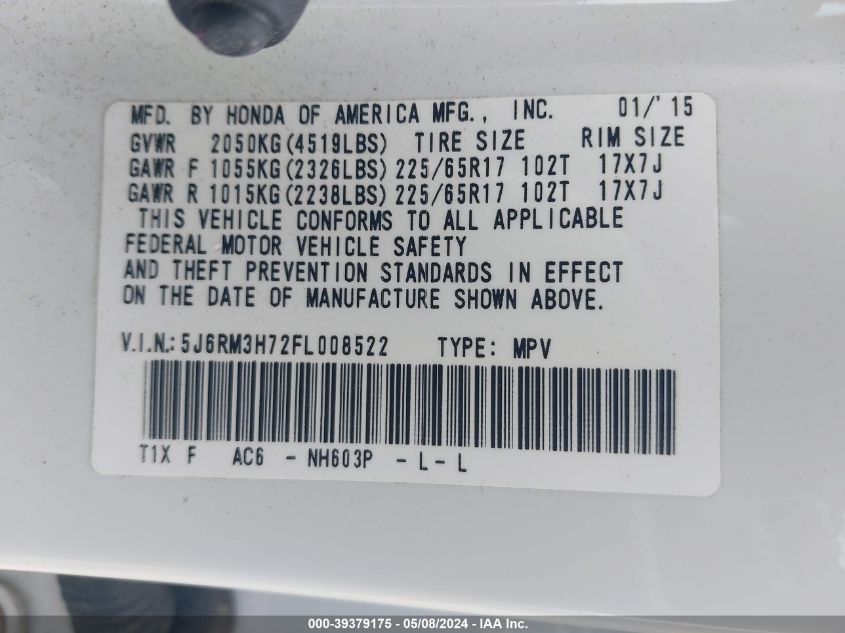 MFD. BY HONDA OF AMERICA MFG., INC. 01/'15
GVWR 2050KG(4519LBS) TIRE SIZE RIM SIZE
GAWR F 1055KG(2326LBS) 225/65R17 102T 17X7J
GAWR R 1015KG(2238LBS) 225/65R17 102T 17X7J
THIS VEHICLE CONFORMS TO ALL APPLICABLE
FEDERAL MOTOR VEHICLE SAFETY
AND THEFT PREVENTION STANDARDS IN EFFECT
ON THE DATE OF MANUFACTURE SHOWN ABOVE.
V.I.N.: 5J6RM3H72FL008522 TYPE: MPV
T1X F AC6 - NH603P - L - L
000-39379175 - 05/08/2024 - IAA Inc.